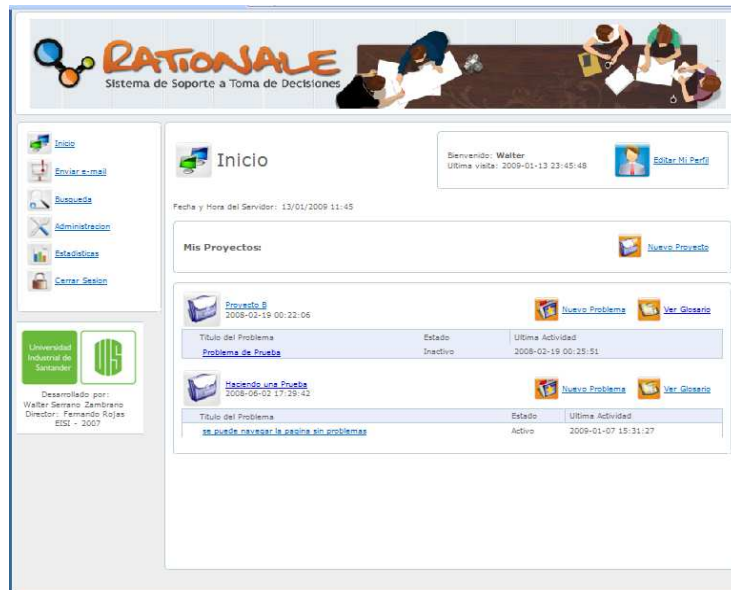 RATIONALE
Sistema de Soporte a Toma de Decisiones
Inicio
Enviar e-mail
Busqueda
Administracion
Estadisticas
Cerrar Sesion
Universidad
Industrial de
Santander
UIS
Desarrollado por:
Walter Serrano Zambrano
Director: Fernando Rojas
EISI - 2007
Inicio
Bienvenido: Walter
Ultima visita: 2009-01-13 23:45:48
Editar Mi Perfil
Fecha y Hora del Servidor: 13/01/2009 11:45
Mis Proyectos:
Nuevo Proyecto
Proyecto B
2008-02-19 00:22:06
Nuevo Problema
Ver Glosario
Titulo del Problema Estado Ultima Actividad
Problema de Prueba Inactivo 2008-02-19 00:25:51
Haciendo una Prueba
2008-06-02 17:29:42
Nuevo Problema
Ver Glosario
Titulo del Problema Estado Ultima Actividad
se puede navegar la pagina sin problemas Activo 2009-01-07 15:31:27